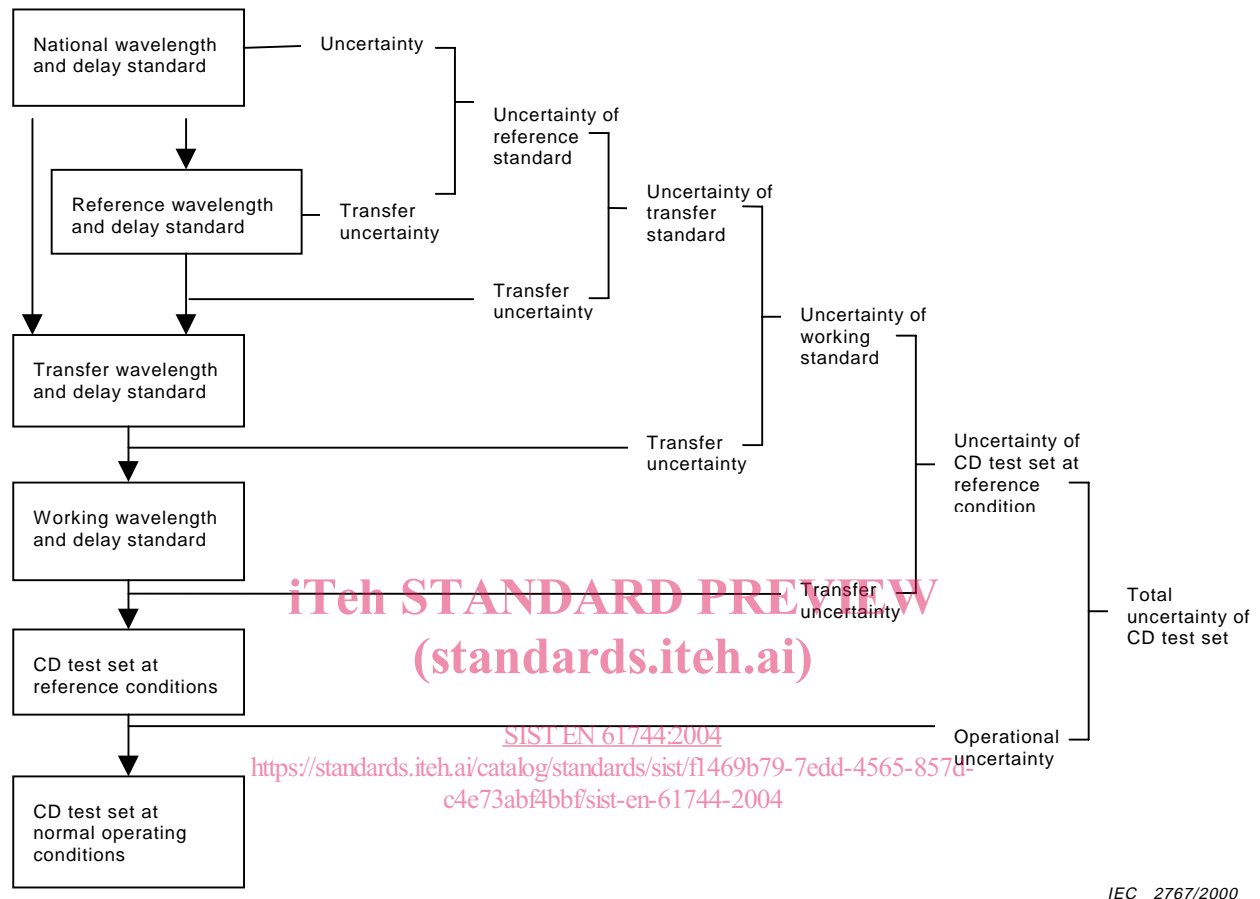 National wavelength
and delay standard
Uncertainty
Uncertainty of
reference
standard
Reference wavelength
and delay standard
Transfer
uncertainty
Uncertainty of
transfer
standard
Transfer
uncertainty
Uncertainty of
working
standard
Transfer wavelength
and delay standard
Transfer
uncertainty
Uncertainty of
CD test set at
reference
condition
Working wavelength
and delay standard
Transfer
uncertainty
iTeh STANDARD PREVIEW
(standards.iteh.ai)
Total
uncertainty of
CD test set
CD test set at
reference conditions
Operational
uncertainty
SIST EN 61744:2004
https://standards.iteh.ai/catalog/standards/sist/f1469b79-7edd-4565-857d-
c4e73abf4bbf/sist-en-61744-2004
CD test set at
normal operating
conditions
IEC 2767/2000